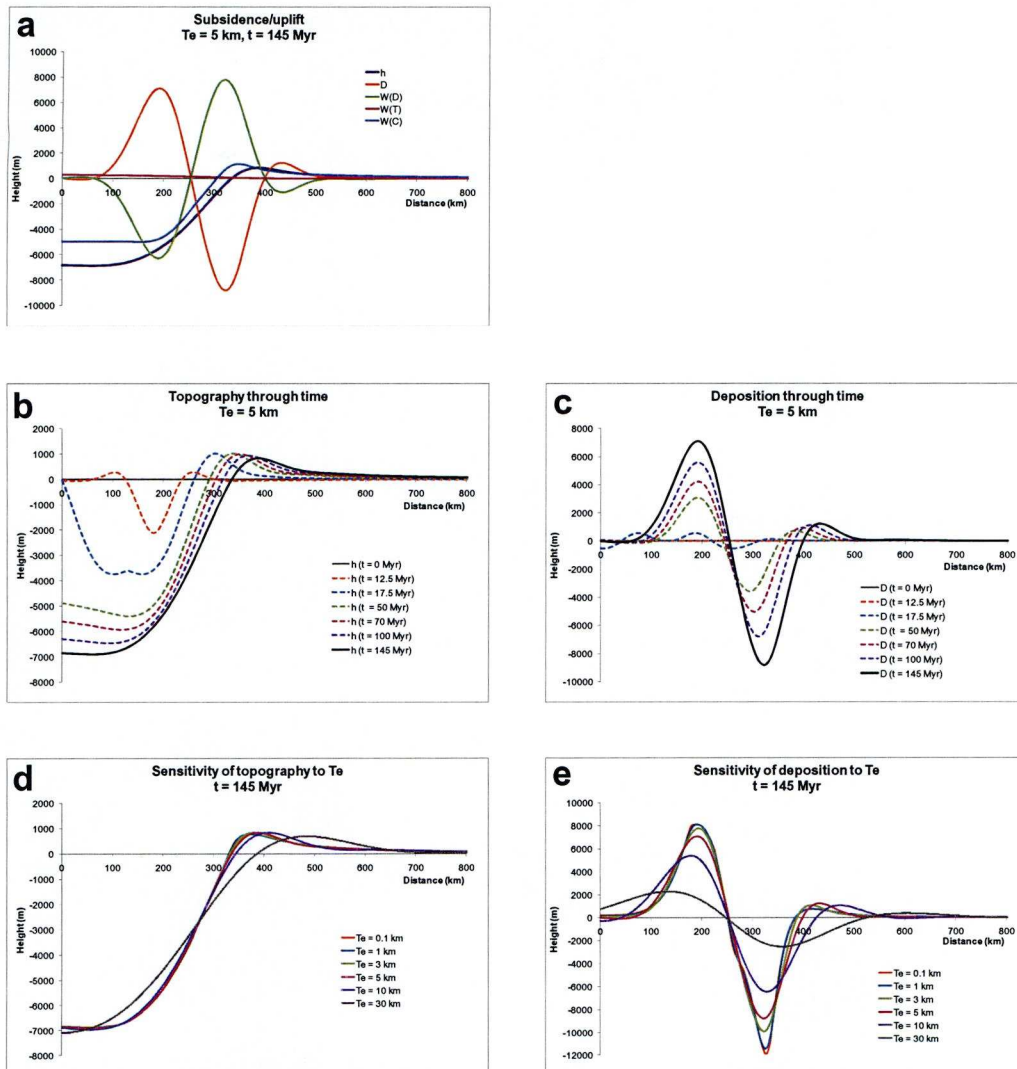 a
Subsidence/uplift
Te = 5 km, t = 145 Myr
10000
8000
6000
4000
2000
0
-2000
-4000
-6000
-8000
-10000
Height(m)
0 100 200 300 400 500 600 700 800
Distance (km)
h
D
W(D)
W(T)
W(C)
b
Topography through time
Te = 5 km
2000
1000
0
-1000
-2000
-3000
-4000
-5000
-6000
-7000
-8000
Height(m)
0 100 200 300 400 500 600 700 800
Distance (km)
h (t = 0 Myr)
h (t = 12.5 Myr)
h (t = 17.5 Myr)
h (t = 50 Myr)
h (t = 70 Myr)
h (t = 100 Myr)
h (t = 145 Myr)
c
Deposition through time
Te = 5 km
8000
6000
4000
2000
0
-2000
-4000
-6000
-8000
-10000
Height(m)
0 100 200 300 400 500 600 700 800
Distance (km)
D (t = 0 Myr)
D (t = 12.5 Myr)
D (t = 17.5 Myr)
D (t = 50 Myr)
D (t = 70 Myr)
D (t = 100 Myr)
D (t = 145 Myr)
d
Sensitivity of topography to Te
t = 145 Myr
2000
1000
0
-1000
-2000
-3000
-4000
-5000
-6000
-7000
-8000
Height(m)
0 100 200 300 400 500 600 700 800
Distance (km)
Te = 0.1 km
Te = 1 km
Te = 3 km
Te = 5 km
Te = 10 km
Te = 30 km
e
Sensitivity of deposition to Te
t = 145 Myr
10000
8000
6000
4000
2000
0
-2000
-4000
-6000
-8000
-10000
-12000
Height(m)
0 100 200 300 400 500 600 700 800
Distance (km)
Te = 0.1 km
Te = 1 km
Te = 3 km
Te = 5 km
Te = 10 km
Te = 30 km